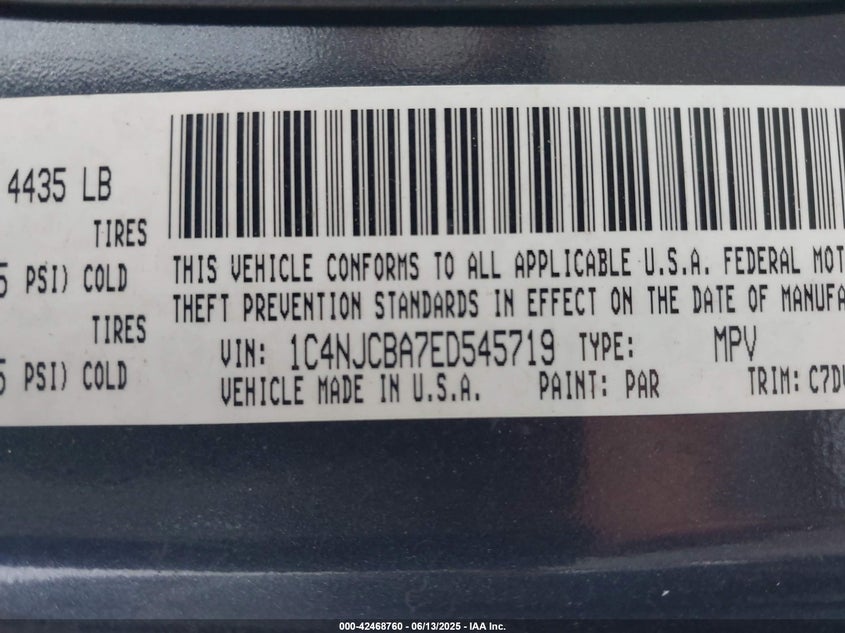 4435 LB
TIRES
5 PSI) COLD
TIRES
5 PSI) COLD
THIS VEHICLE CONFORMS TO ALL APPLICABLE U.S.A. FEDERAL MOT
THEFT PREVENTION STANDARDS IN EFFECT ON THE DATE OF MANUFA
VIN: 1C4NJCBA7ED545719 TYPE: MPV
VEHICLE MADE IN U.S.A. PAINT: PAR TRIM: C7DV
000-42468760 - 06/13/2025 - IAA Inc.